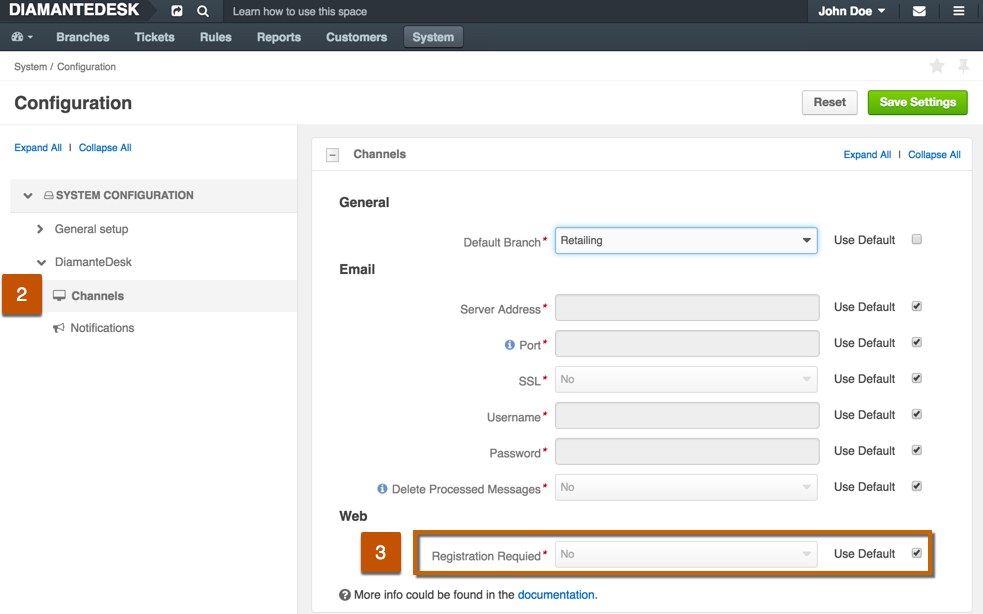 DIAMANTEDESK Learn how to use this space John Doe
Branches Tickets Rules Reports Customers System
System / Configuration
Configuration Reset Save Settings
Expand All | Collapse All
SYSTEM CONFIGURATION
General setup
DiamanteDesk
2 Channels
Notifications
Channels Expand All | Collapse All
General
Default Branch* Retailing Use Default
Email
Server Address* Use Default
Port* Use Default
SSL* No Use Default
Username* Use Default
Password* Use Default
Delete Processed Messages* No Use Default
Web
3 Registration Requied* No Use Default
More info could be found in the documentation.